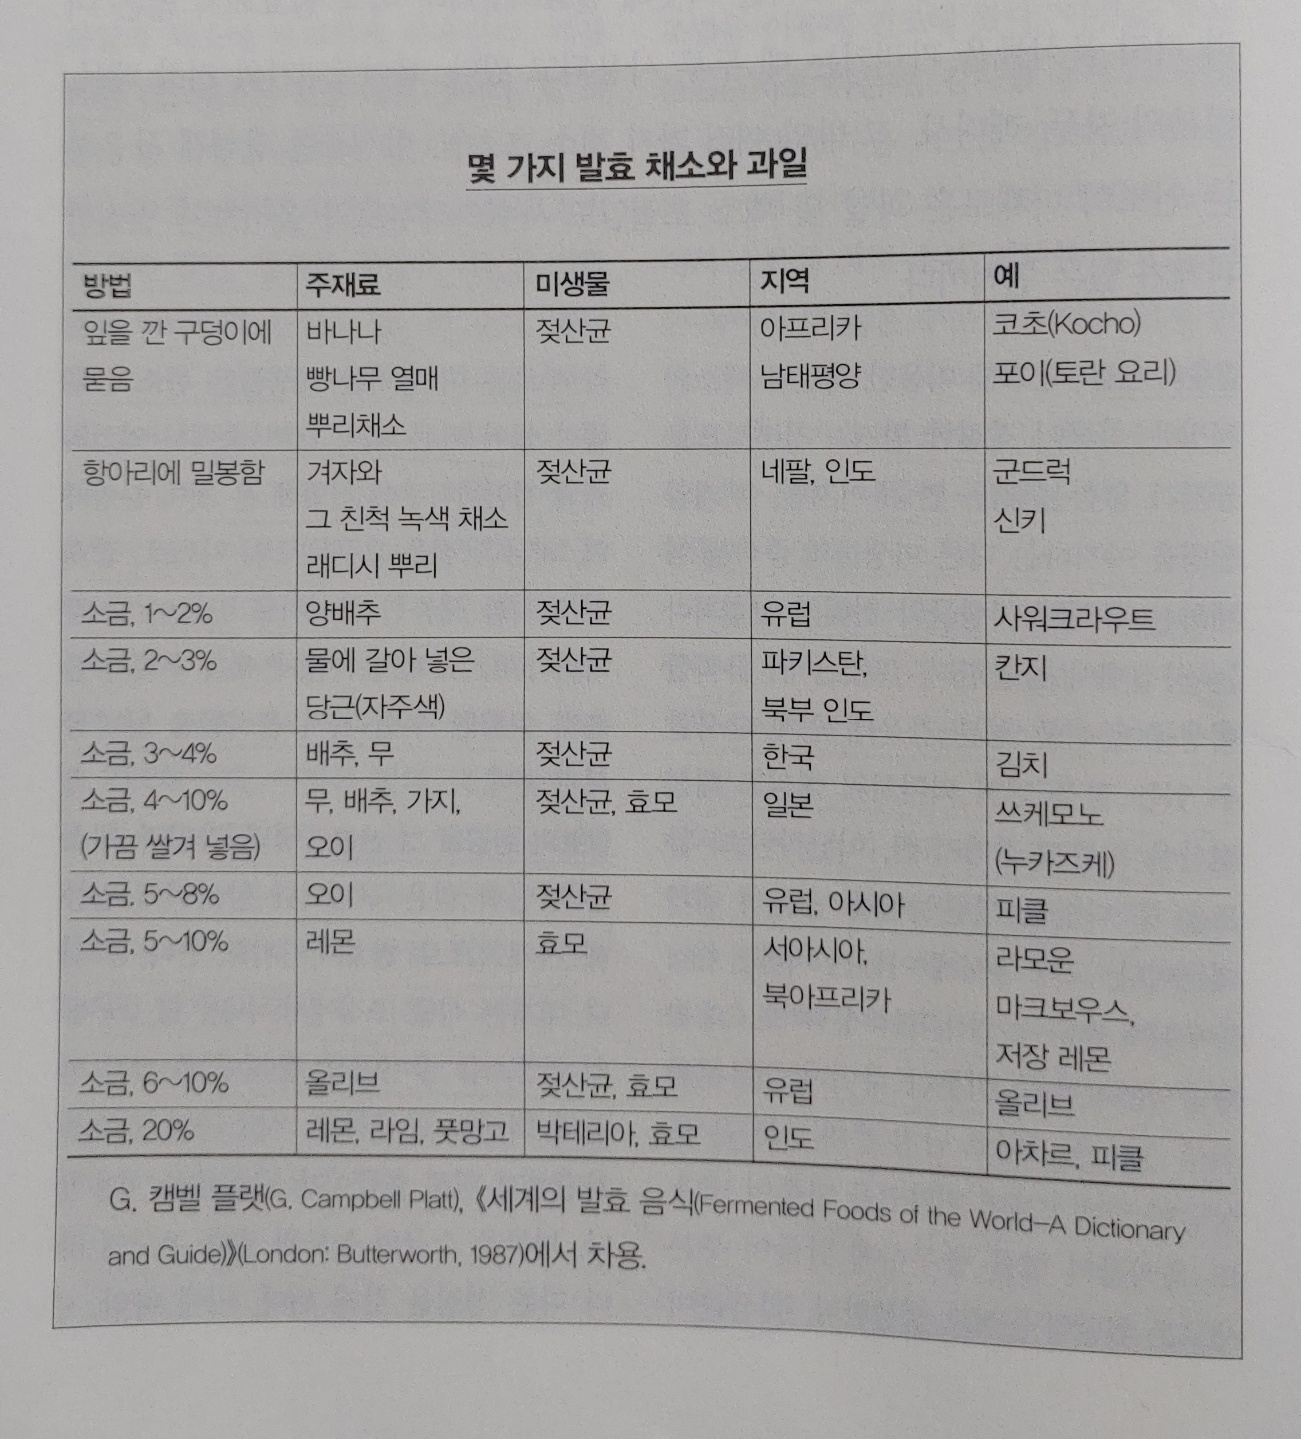 몇 가지 발효 채소와 과일
방법 주재료 미생물 지역 예
잎을 깐 구덩이에 바나나 젖산균 아프리카 코초(Kocho)
묻음 빵나무 열매 남태평양 포이(토란 요리)
뿌리채소
항아리에 밀봉함 겨자와 젖산균 네팔, 인도 군드럭
그 친척 녹색 채소 신키
래디시 뿌리
소금, 1～2% 양배추 젖산균 유럽 사워크라우트
소금, 2～3% 물에 갈아 넣은 젖산균 파키스탄, 칸지
당근(자주색) 북부 인도
소금, 3～4% 배추, 무 젖산균 한국 김치
소금, 4～10% 무, 배추, 가지, 젖산균, 효모 일본 쓰케모노
(가끔 쌀겨 넣음) 오이 (누카즈케)
소금, 5～8% 오이 젖산균 유럽, 아시아 피클
소금, 5～10% 레몬 효모 서아시아, 라모운
북아프리카 마크보우스,
저장 레몬
소금, 6～10% 올리브 젖산균, 효모 유럽 올리브
소금, 20% 레몬, 라임, 풋망고 박테리아, 효모 인도 아차르, 피클
G. 캠벨 플랫(G. Campbell Platt), 《세계의 발효 음식(Fermented Foods of the World—A Dictionary
and Guide)》(London: Butterworth, 1987)에서 차용.